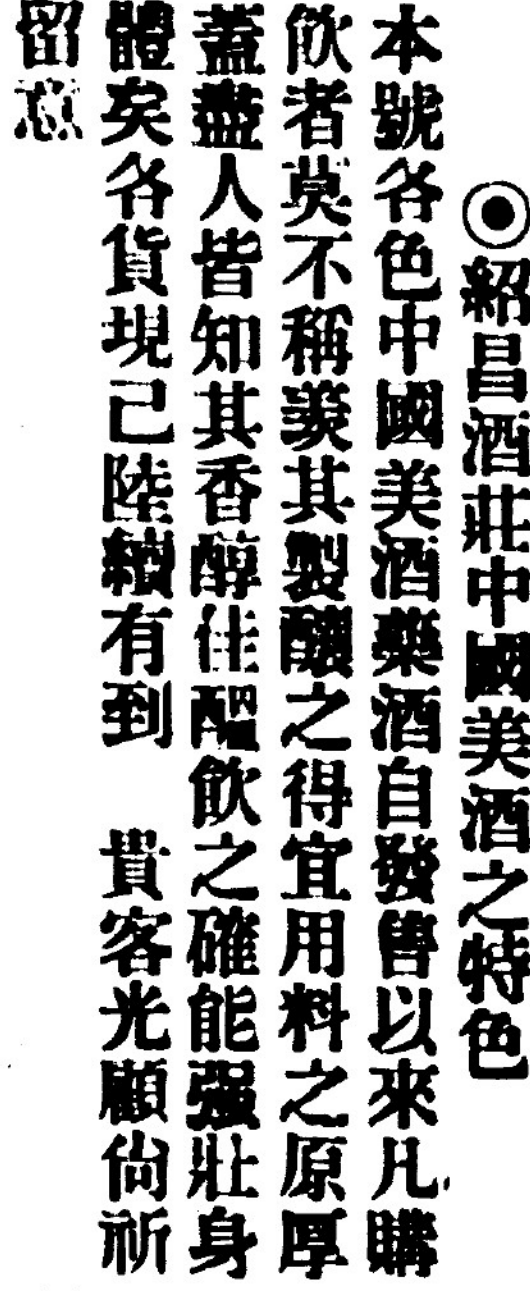 ◉紹昌酒莊中國美酒之特色
本號各色中國美酒藥酒自發售以來凡購
飲者莫不稱羨其製釀之得宜用料之原厚
蓋盡人皆知其香醇佳醞飲之確能强壯身
體矣各貨現已陸續有到　貴客光顧尙祈
留意